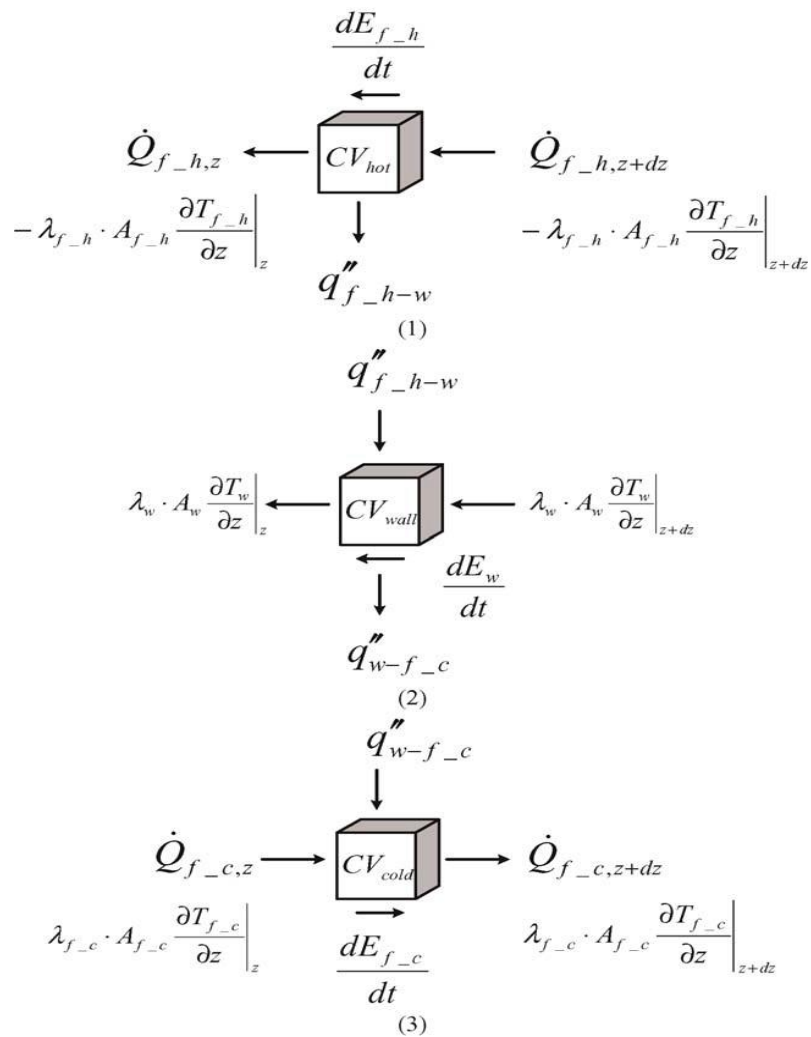 dE_{f_h}/dt
Q̇_{f_h,z} CV_{hot} Q̇_{f_h,z+dz}
−λ_{f_h}·A_{f_h} ∂T_{f_h}/∂z|_z −λ_{f_h}·A_{f_h} ∂T_{f_h}/∂z|_{z+dz}
q″_{f_h−w}
(1)
q″_{f_h−w}
λ_w·A_w ∂T_w/∂z|_z CV_{wall} λ_w·A_w ∂T_w/∂z|_{z+dz}
dE_w/dt
q″_{w−f_c}
(2)
q″_{w−f_c}
Q̇_{f_c,z} CV_{cold} Q̇_{f_c,z+dz}
λ_{f_c}·A_{f_c} ∂T_{f_c}/∂z|_z λ_{f_c}·A_{f_c} ∂T_{f_c}/∂z|_{z+dz}
dE_{f_c}/dt
(3)